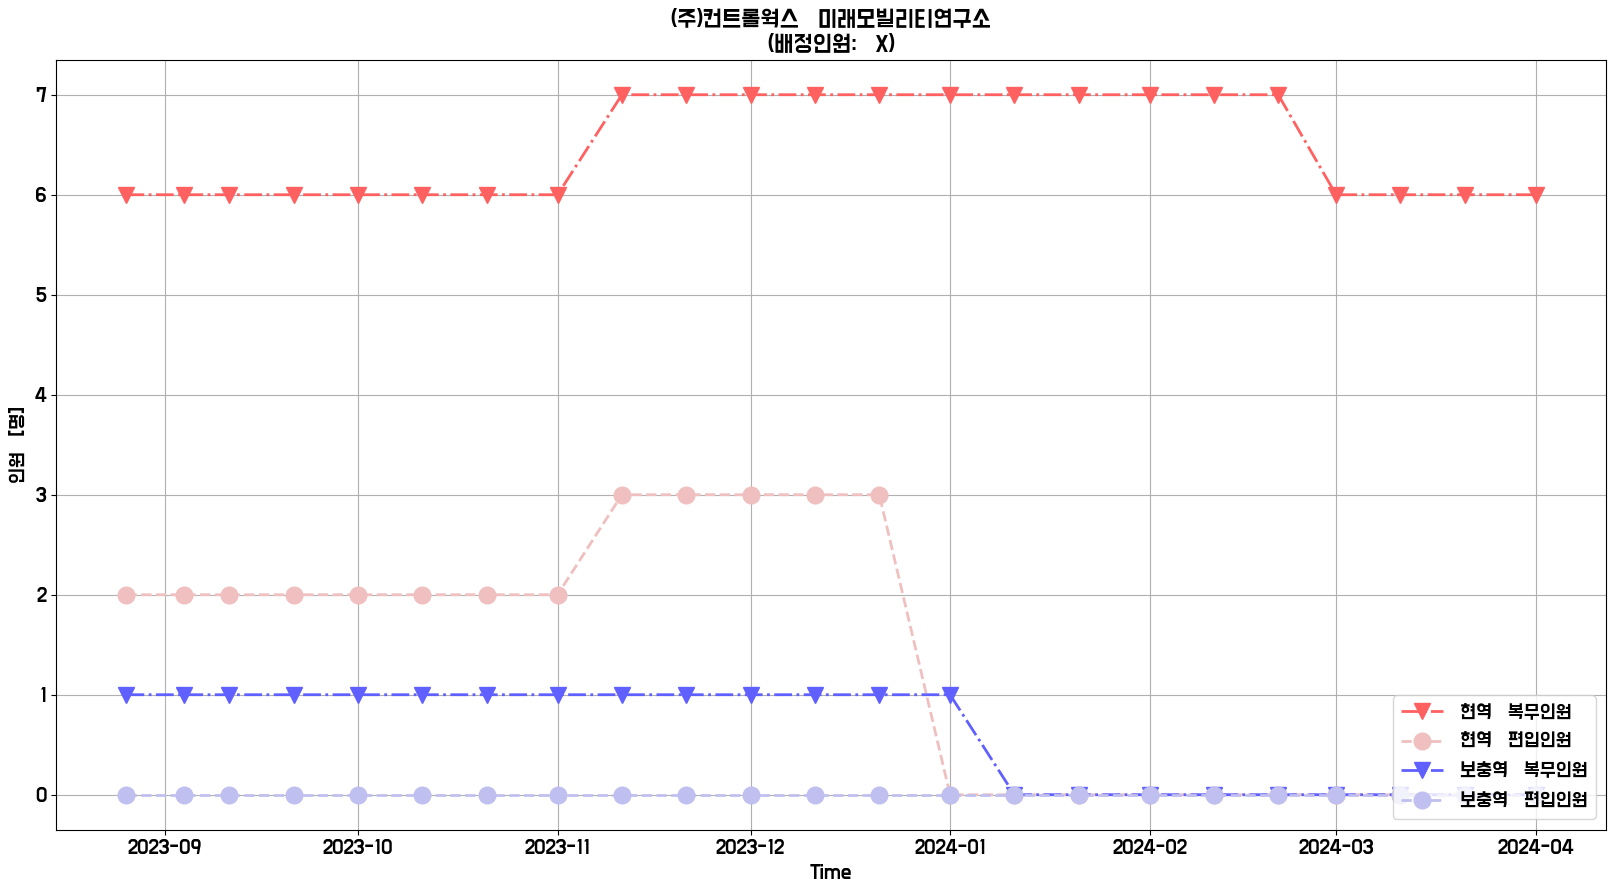 (주)컨트롤웍스 미래모빌리티연구소
(배정인원: X)
7
6
5
4
3
2
1
0
인원 [명]
현역 복무인원
현역 편입인원
보충역 복무인원
보충역 편입인원
2023-09 2023-10 2023-11 2023-12 2024-01 2024-02 2024-03 2024-04
Time